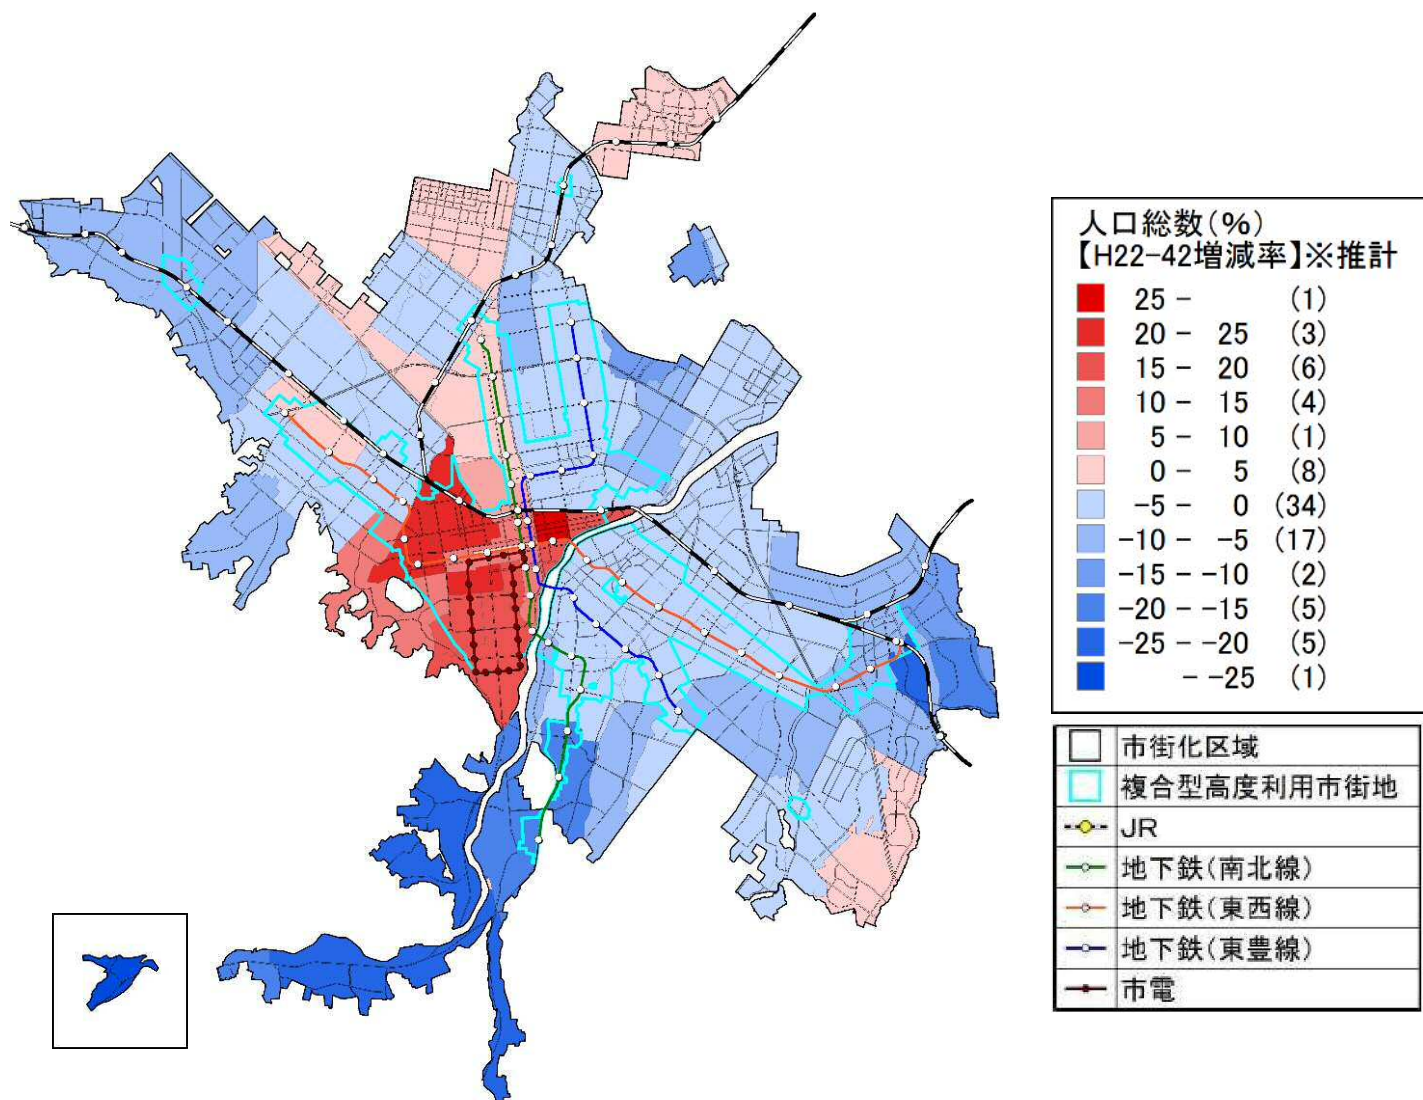 人口総数(%)
【H22-42増減率】※推計
25 - (1)
20 - 25 (3)
15 - 20 (6)
10 - 15 (4)
5 - 10 (1)
0 - 5 (8)
-5 - 0 (34)
-10 - -5 (17)
-15 - -10 (2)
-20 - -15 (5)
-25 - -20 (5)
- -25 (1)
市街化区域
複合型高度利用市街地
JR
地下鉄(南北線)
地下鉄(東西線)
地下鉄(東豊線)
市電